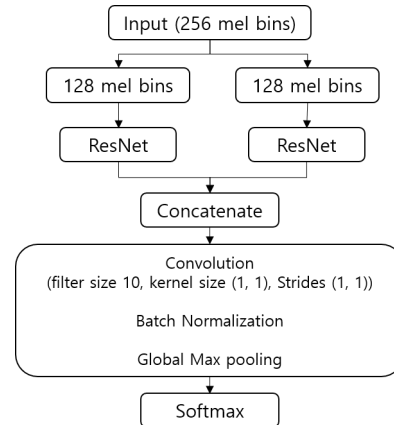 Input (256 mel bins)
128 mel bins
128 mel bins
ResNet
ResNet
Concatenate
Convolution
(filter size 10, kernel size (1, 1), Strides (1, 1))
Batch Normalization
Global Max pooling
Softmax